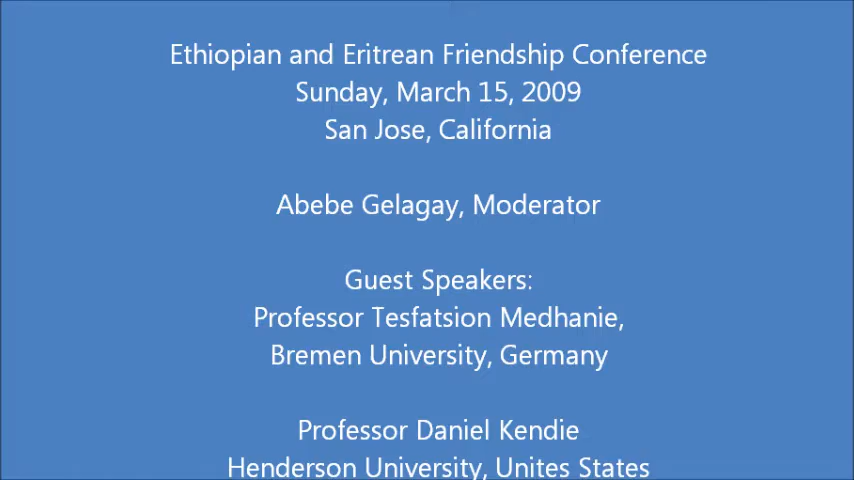 Ethiopian and Eritrean Friendship Conference
Sunday, March 15, 2009
San Jose, California
Abebe Gelagay, Moderator
Guest Speakers:
Professor Tesfatsion Medhanie,
Bremen University, Germany
Professor Daniel Kendie
Henderson University, Unites States